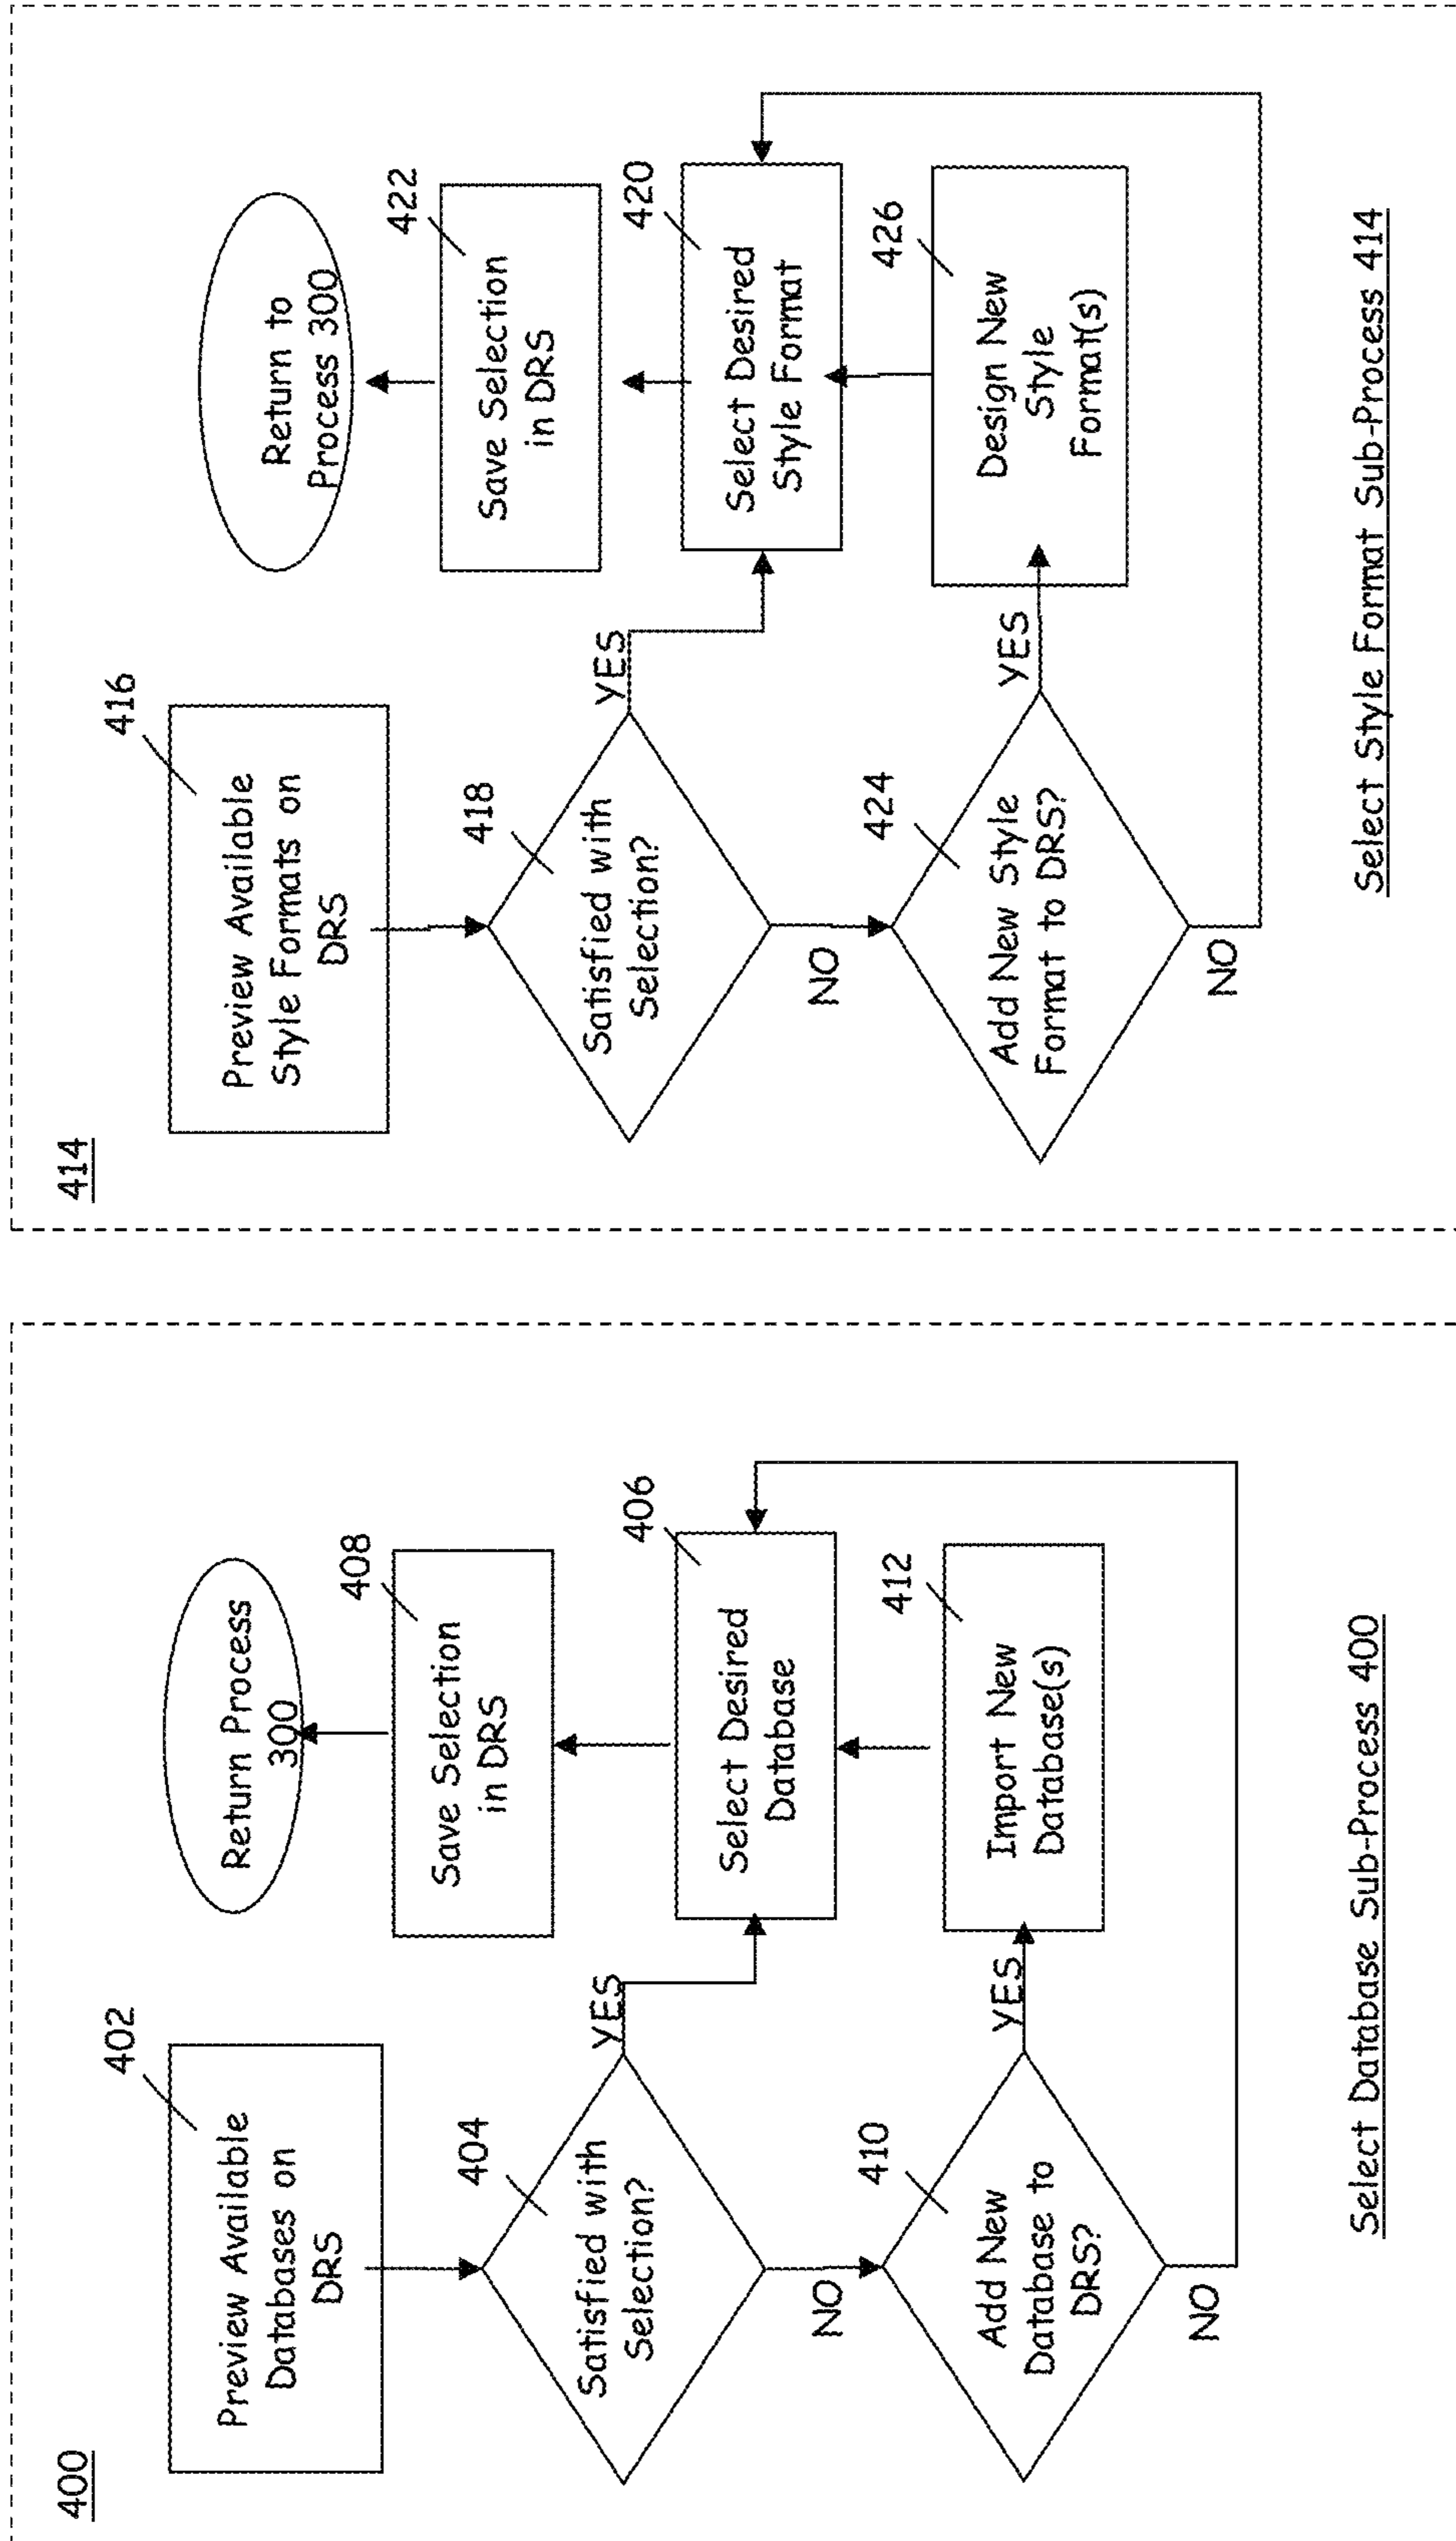 400
402
Preview Available
Databases on
DRS
404
Satisfied with
Selection?
YES
NO
410
Add New
Database to
DRS?
YES
NO
Return Process
300
408
Save Selection
in DRS
406
Select Desired
Database
412
Import New
Database(s)
Select Database Sub-Process 400
414
416
Preview Available
Style Formats on
DRS
418
Satisfied with
Selection?
YES
NO
424
Add New Style
Format to DRS?
YES
NO
Return to
Process 300
422
Save Selection
in DRS
420
Select Desired
Style Format
426
Design New
Style
Format(s)
Select Style Format Sub-Process 414